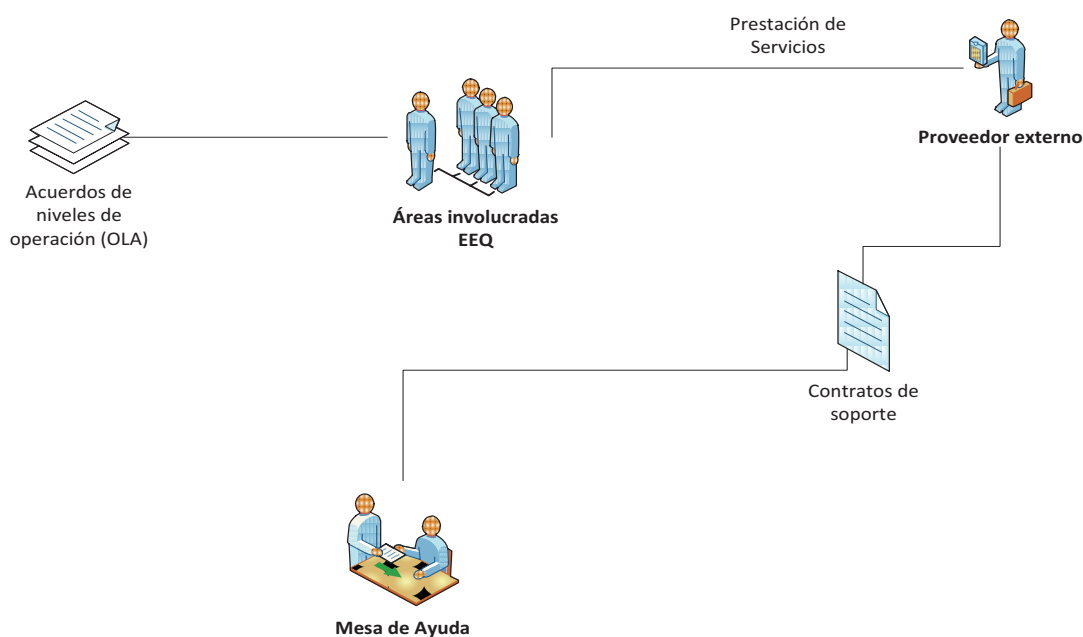 Prestación de
Servicios
Proveedor externo
Acuerdos de
niveles de
operación (OLA)
Áreas involucradas
EEQ
Contratos de
soporte
Mesa de Ayuda